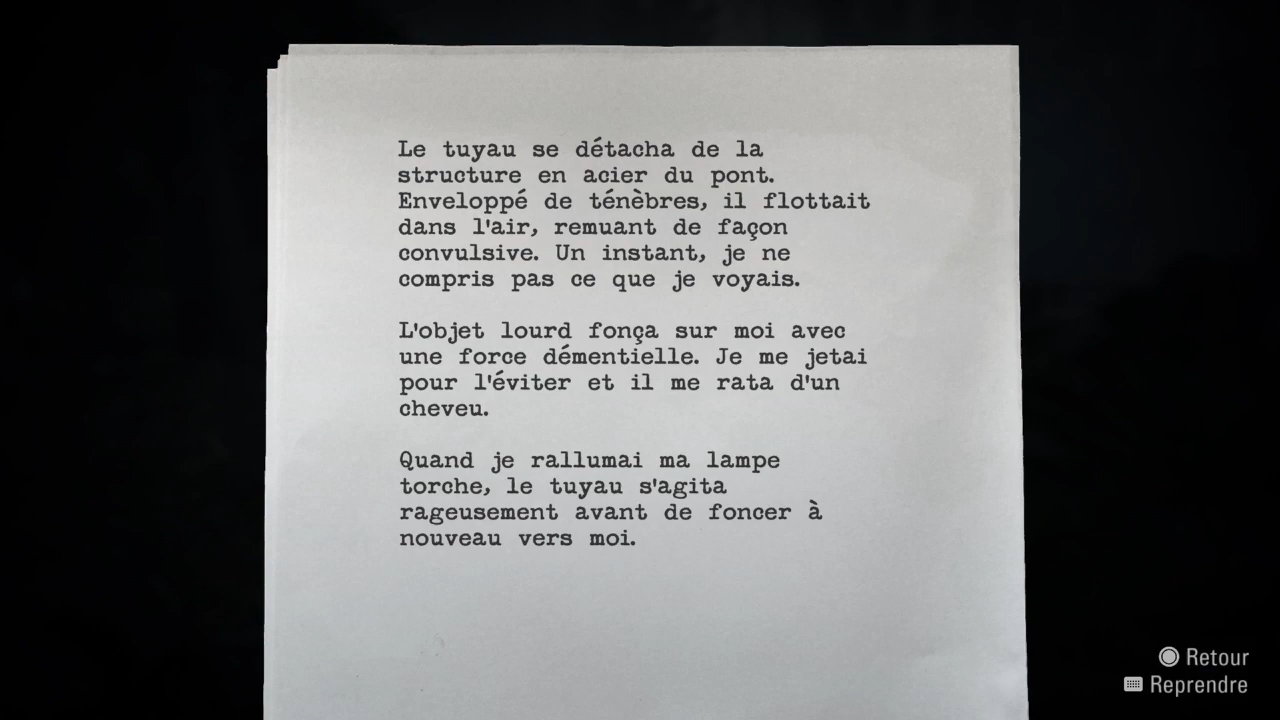 Le tuyau se détacha de la
structure en acier du pont.
Enveloppé de ténèbres, il flottait
dans l'air, remuant de façon
convulsive. Un instant, je ne
compris pas ce que je voyais.
L'objet lourd fonça sur moi avec
une force démentielle. Je me jetai
pour l'éviter et il me rata d'un
cheveu.
Quand je rallumai ma lampe
torche, le tuyau s'agita
rageusement avant de foncer à
nouveau vers moi.
Retour
Reprendre